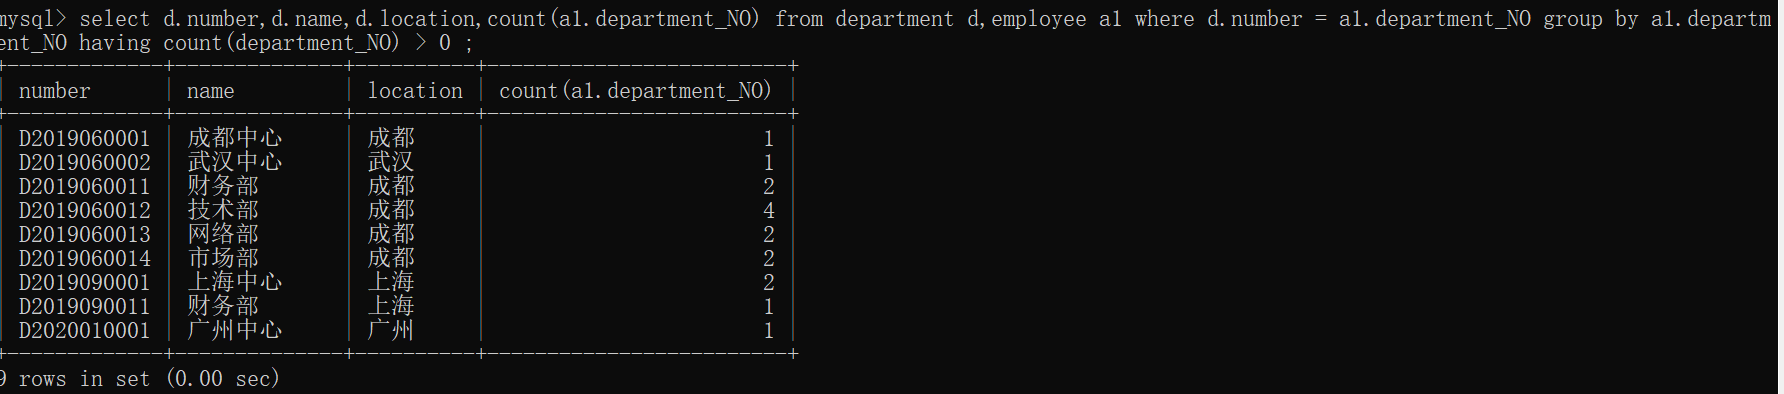 mysql> select d.number,d.name,d.location,count(a1.department_NO) from department d,employee a1 where d.number = a1.department_NO group by a1.departm
ent_NO having count(department_NO) > 0 ;
+-------------+--------------+----------+-------------------------+
| number      | name         | location | count(a1.department_NO) |
+-------------+--------------+----------+-------------------------+
| D2019060001 | 成都中心 | 成都 | 1 |
| D2019060002 | 武汉中心 | 武汉 | 1 |
| D2019060011 | 财务部 | 成都 | 2 |
| D2019060012 | 技术部 | 成都 | 4 |
| D2019060013 | 网络部 | 成都 | 2 |
| D2019060014 | 市场部 | 成都 | 2 |
| D2019090001 | 上海中心 | 上海 | 2 |
| D2019090011 | 财务部 | 上海 | 1 |
| D2020010001 | 广州中心 | 广州 | 1 |
+-------------+--------------+----------+-------------------------+
9 rows in set (0.00 sec)